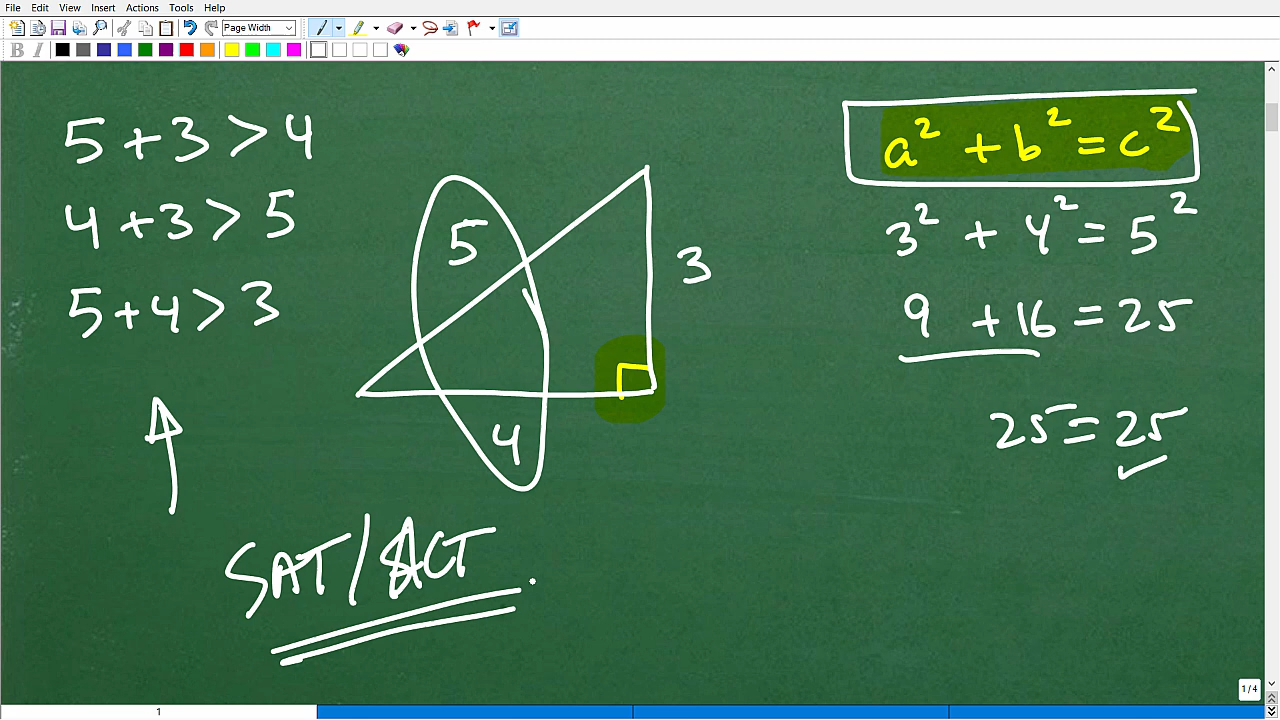 File Edit View Insert Actions Tools Help
Page Width
B I
5 + 3 > 4
4 + 3 > 5
5 + 4 > 3
5
3
4
a² + b² = c²
3² + 4² = 5²
9 + 16 = 25
25 = 25
SAT/ACT
1/4
1